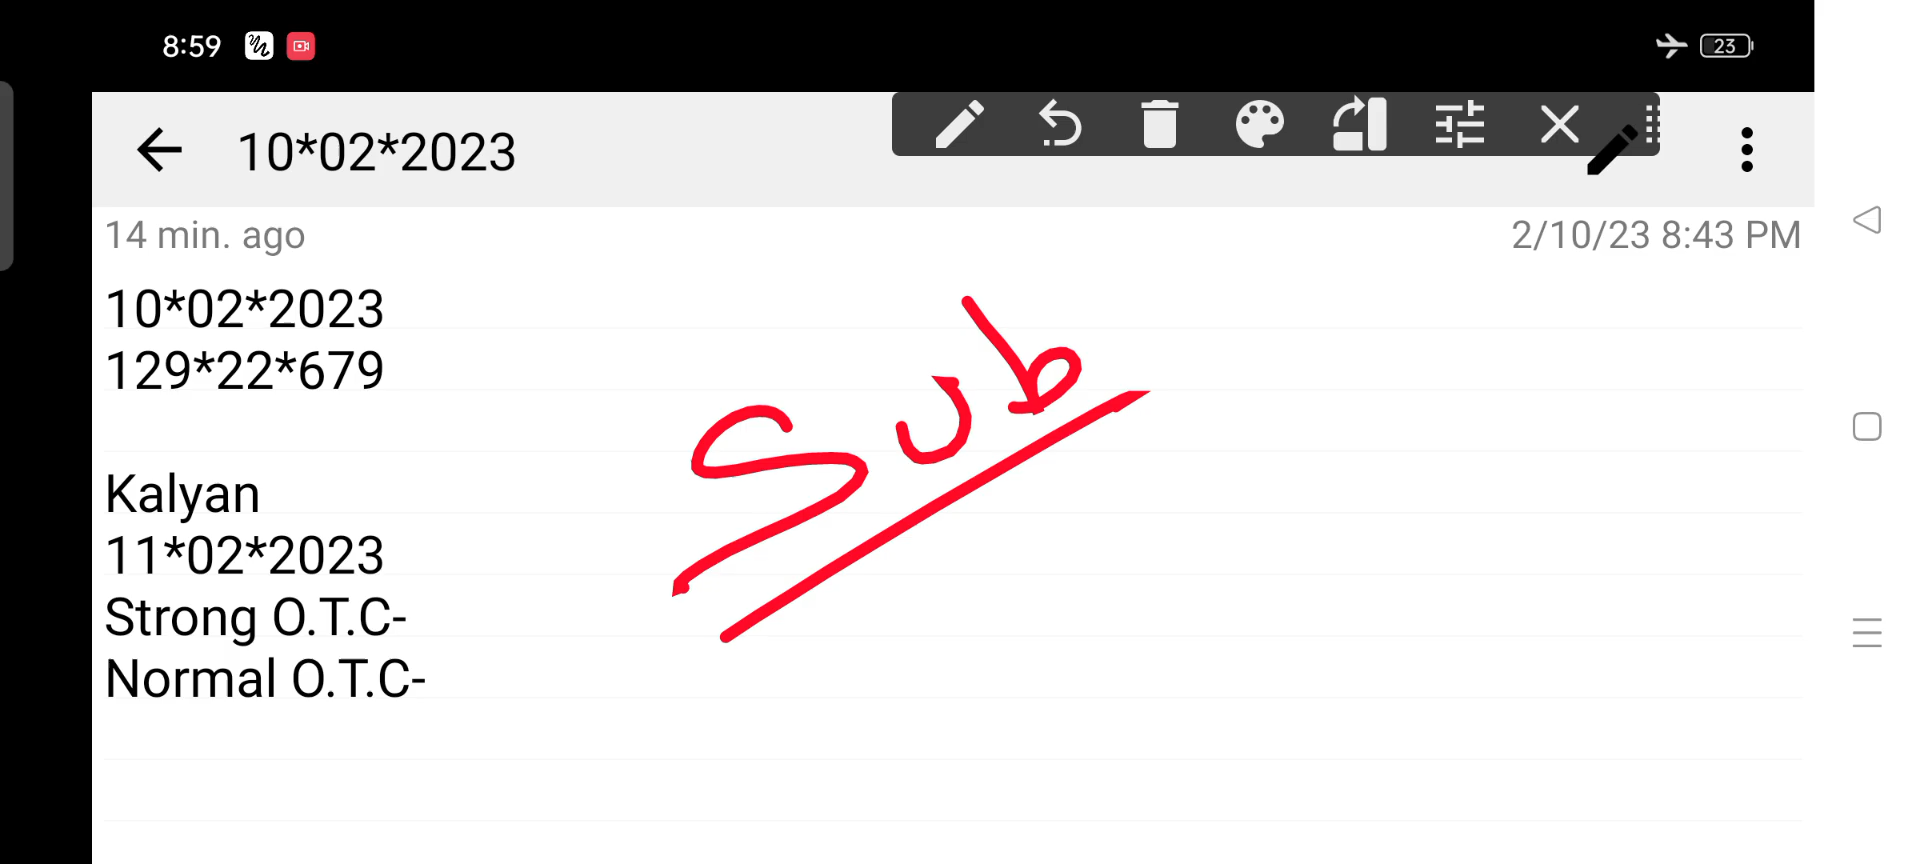 8:59
23
10*02*2023
14 min. ago
2/10/23 8:43 PM
10*02*2023
129*22*679
Sub
Kalyan
11*02*2023
Strong O.T.C-
Normal O.T.C-